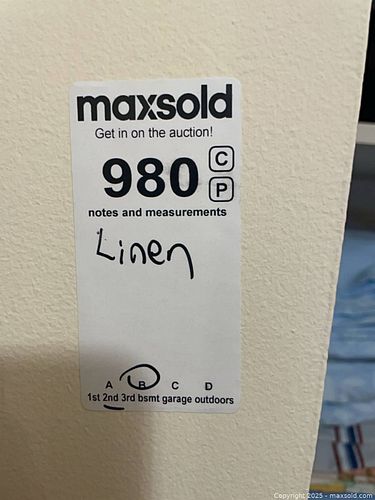 maxsold
Get in on the auction!
980 C
P
notes and measurements
Linen
A B C D
1st 2nd 3rd bsmt garage outdoors
Copyright 2025 - maxsold.com